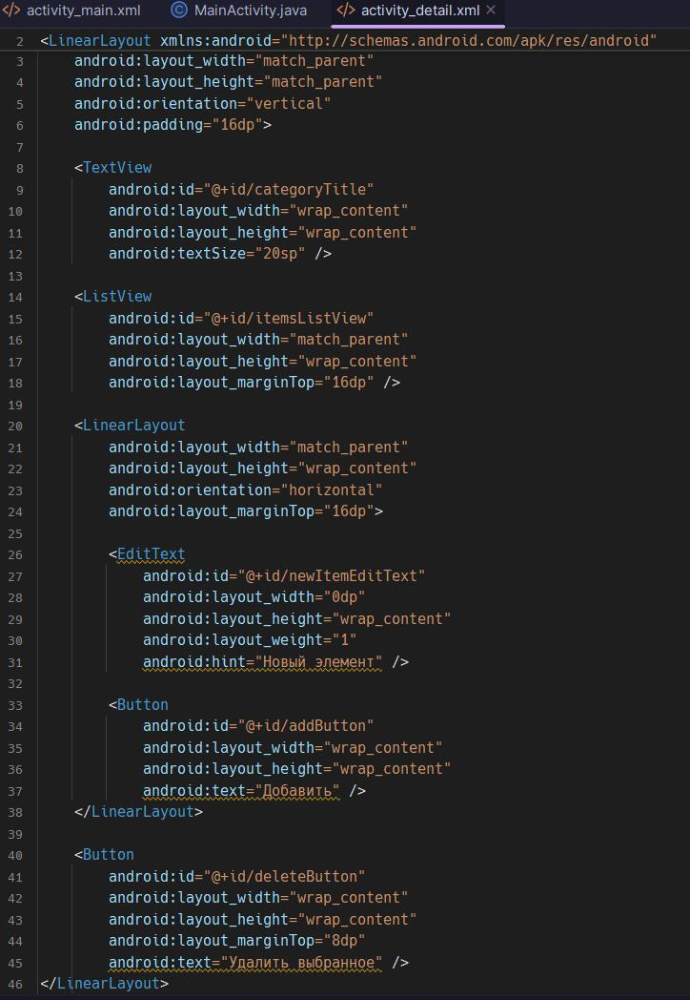 activity_main.xml MainActivity.java activity_detail.xml
2 <LinearLayout xmlns:android="http://schemas.android.com/apk/res/android"
3     android:layout_width="match_parent"
4     android:layout_height="match_parent"
5     android:orientation="vertical"
6     android:padding="16dp">
7
8     <TextView
9         android:id="@+id/categoryTitle"
10         android:layout_width="wrap_content"
11         android:layout_height="wrap_content"
12         android:textSize="20sp" />
13
14     <ListView
15         android:id="@+id/itemsListView"
16         android:layout_width="match_parent"
17         android:layout_height="wrap_content"
18         android:layout_marginTop="16dp" />
19
20     <LinearLayout
21         android:layout_width="match_parent"
22         android:layout_height="wrap_content"
23         android:orientation="horizontal"
24         android:layout_marginTop="16dp">
25
26         <EditText
27             android:id="@+id/newItemEditText"
28             android:layout_width="0dp"
29             android:layout_height="wrap_content"
30             android:layout_weight="1"
31             android:hint="Новый элемент" />
32
33         <Button
34             android:id="@+id/addButton"
35             android:layout_width="wrap_content"
36             android:layout_height="wrap_content"
37             android:text="Добавить" />
38     </LinearLayout>
39
40     <Button
41         android:id="@+id/deleteButton"
42         android:layout_width="wrap_content"
43         android:layout_height="wrap_content"
44         android:layout_marginTop="8dp"
45         android:text="Удалить выбранное" />
46 </LinearLayout>